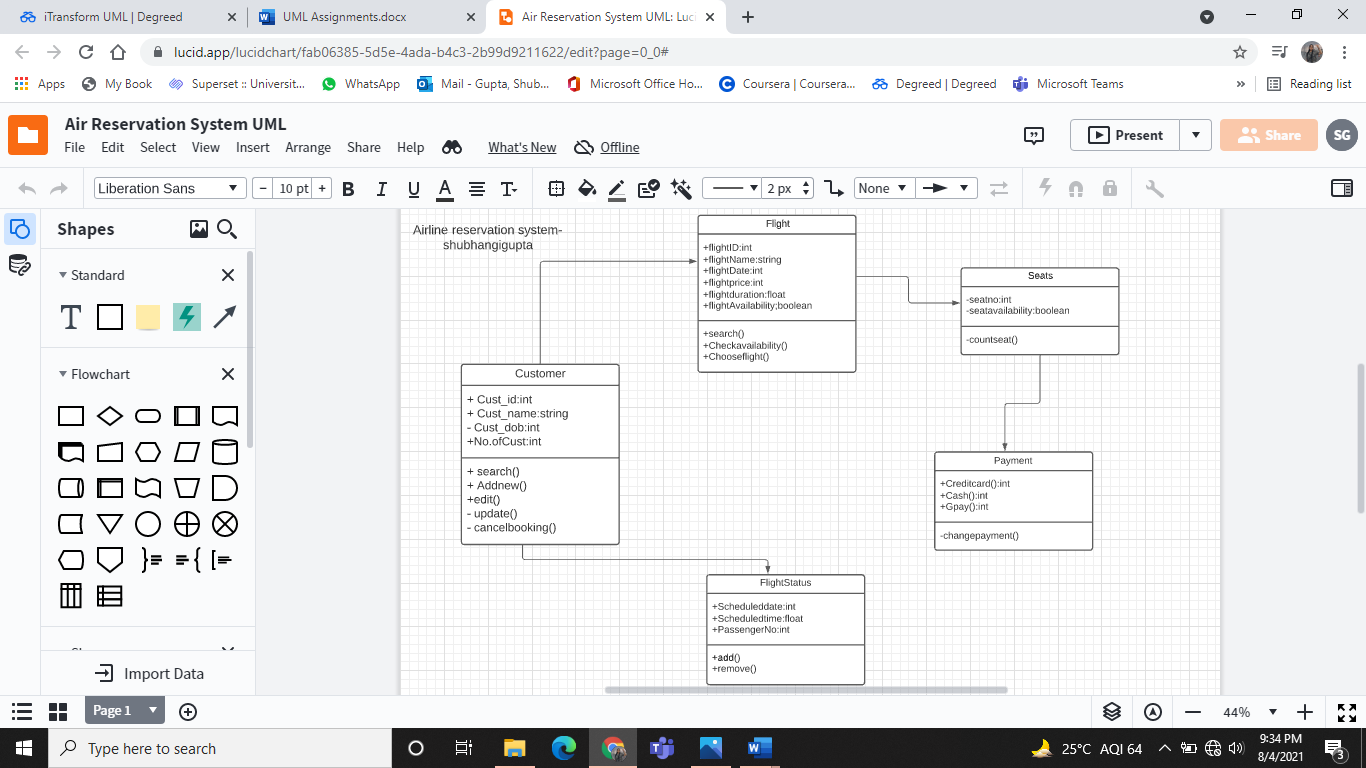 iTransform UML | Degreed
UML Assignments.docx
Air Reservation System UML: Luc
lucid.app/lucidchart/fab06385-5d5e-4ada-b4c3-2b99d9211622/edit?page=0_0#
Apps
My Book
Superset :: Universit...
WhatsApp
Mail - Gupta, Shub...
Microsoft Office Ho...
Coursera | Coursera...
Degreed | Degreed
Microsoft Teams
»
Reading list
Air Reservation System UML
File Edit Select View Insert Arrange Share Help What's New Offline
Present
Share
SG
Liberation Sans
− 10 pt +
B I U A T
2 px
None
Shapes
Standard
T
Flowchart
Import Data
Airline reservation system-
shubhangigupta
Flight
+flightID:int
+flightName:string
+flightDate:int
+flightprice:int
+flightduration:float
+flightAvailability;boolean
+search()
+Checkavailability()
+Chooseflight()
Seats
-seatno:int
-seatavailability:boolean
-countseat()
Customer
+ Cust_id:int
+ Cust_name:string
- Cust_dob:int
+No.ofCust:int
+ search()
+ Addnew()
+edit()
- update()
- cancelbooking()
Payment
+Creditcard():int
+Cash():int
+Gpay():int
-changepayment()
FlightStatus
+Scheduleddate:int
+Scheduledtime:float
+PassengerNo:int
+add()
+remove()
Page 1
44%
Type here to search
25°C AQI 64
9:34 PM
8/4/2021
3